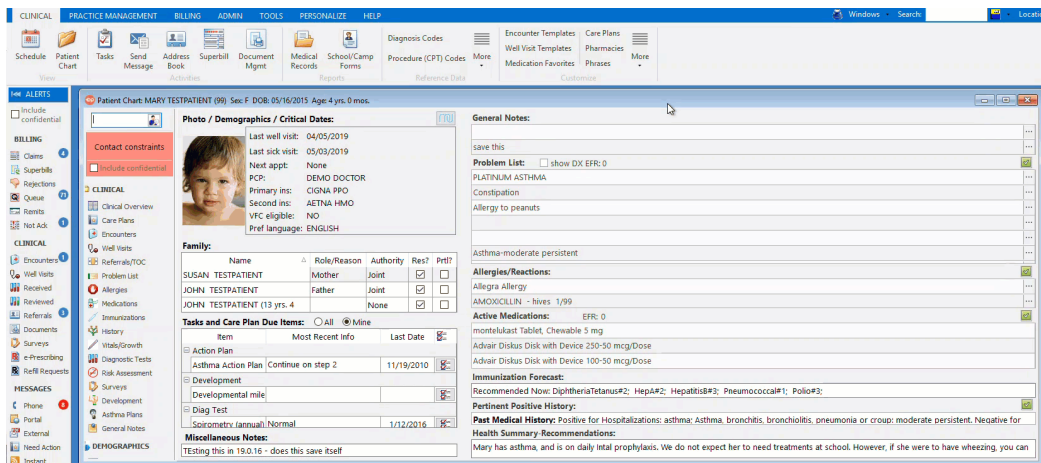 CLINICAL PRACTICE MANAGEMENT BILLING ADMIN TOOLS PERSONALIZE HELP Windows Search: Locatio
Schedule Patient Chart
View
Tasks Send Message Address Book Superbill Document Mgmt
Activities
Medical Records School/Camp Forms
Reports
Diagnosis Codes
Procedure (CPT) Codes
More
Reference Data
Encounter Templates Care Plans
Well Visit Templates Pharmacies
Medication Favorites Phrases
More
Customize
ALERTS
Include confidential
BILLING
Claims 0
Superbills
Rejections
Queue 71
Remits
Not Ack
CLINICAL
Encounters 1
Well Visits
Received
Reviewed
Referrals 3
Documents
Surveys
e-Prescribing
Refill Requests
MESSAGES
Phone
Portal
External
Need Action
Instant
Patient Chart: MARY TESTPATIENT (99) Sex: F DOB: 05/16/2015 Age: 4 yrs. 0 mos.
Contact constraints
Include confidential
CLINICAL
Clinical Overview
Care Plans
Encounters
Well Visits
Referrals/TOC
Problem List
Allergies
Medications
Immunizations
History
Vitals/Growth
Diagnostic Tests
Risk Assessment
Surveys
Development
Asthma Plans
General Notes
DEMOGRAPHICS
Photo / Demographics / Critical Dates:
Last well visit: 04/05/2019
Last sick visit: 05/03/2019
Next appt: None
PCP: DEMO DOCTOR
Primary ins: CIGNA PPO
Second ins: AETNA HMO
VFC eligible: NO
Pref language: ENGLISH
Family:
Name Role/Reason Authority Res? Prtl?
SUSAN TESTPATIENT Mother Joint
JOHN TESTPATIENT Father Joint
JOHN TESTPATIENT (13 yrs. 4 None
Tasks and Care Plan Due Items: All Mine
Item Most Recent Info Last Date
Action Plan
Asthma Action Plan Continue on step 2 11/19/2010
Development
Developmental mile
Diag Test
Spirometry (annual) Normal 1/12/2016
Miscellaneous Notes:
TEsting this in 19.0.16 - does this save itself
General Notes:
save this
Problem List: show DX EFR: 0
PLATINUM ASTHMA
Constipation
Allergy to peanuts
Asthma-moderate persistent
Allergies/Reactions:
Allegra Allergy
AMOXICILLIN - hives 1/99
Active Medications: EFR: 0
montelukast Tablet, Chewable 5 mg
Advair Diskus Disk with Device 250-50 mcg/Dose
Advair Diskus Disk with Device 100-50 mcg/Dose
Immunization Forecast:
Recommended Now: DiphtheriaTetanus#2; HepA#2; HepatitisB#3; Pneumococcal#1; Polio#3;
Pertinent Positive History:
Past Medical History: Positive for Hospitalizations: asthma; Asthma, bronchitis, bronchiolitis, pneumonia or croup: moderate persistent. Negative for
Health Summary-Recommendations:
Mary has asthma, and is on daily Intal prophylaxis. We do not expect her to need treatments at school. However, if she were to have wheezing, you can